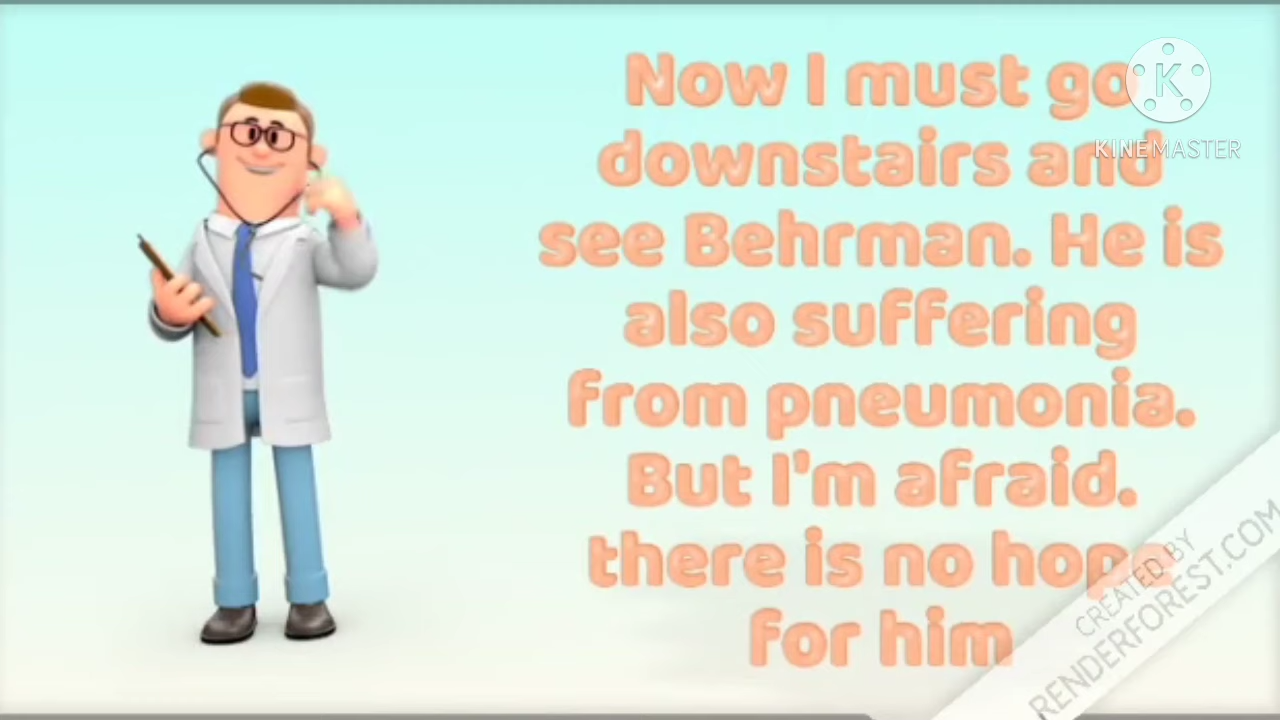 Now I must go
downstairs and
see Behrman. He is
also suffering
from pneumonia.
But I'm afraid.
there is no hope
for him
K
KINEMASTER
CREATED BY
RENDERFOREST.COM